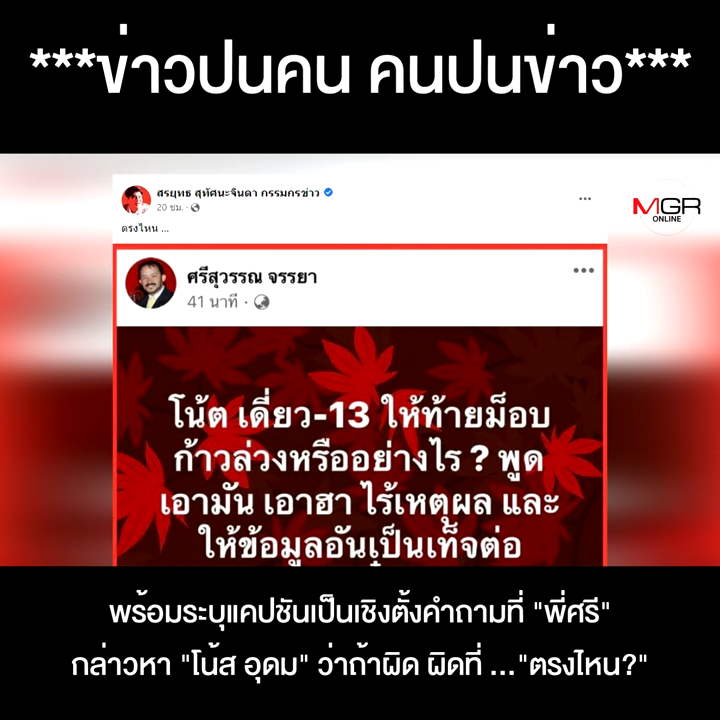 ***ข่าวปนคน คนปนข่าว***
สรยุทธ สุทัศนะจินดา กรรมกรข่าว
20 ชม.
ตรงไหน ...
MGR
ONLINE
ศรีสุวรรณ จรรยา
41 นาที
โน้ต เดี่ยว-13 ให้ท้ายม็อบ
ก้าวล่วงหรืออย่างไร ? พูด
เอามัน เอาฮา ไร้เหตุผล และ
ให้ข้อมูลอันเป็นเท็จต่อ
พร้อมระบุแคปชันเป็นเชิงตั้งคำถามที่ "พี่ศรี"
กล่าวหา "โน้ส อุดม" ว่าถ้าผิด ผิดที่ ..."ตรงไหน?"